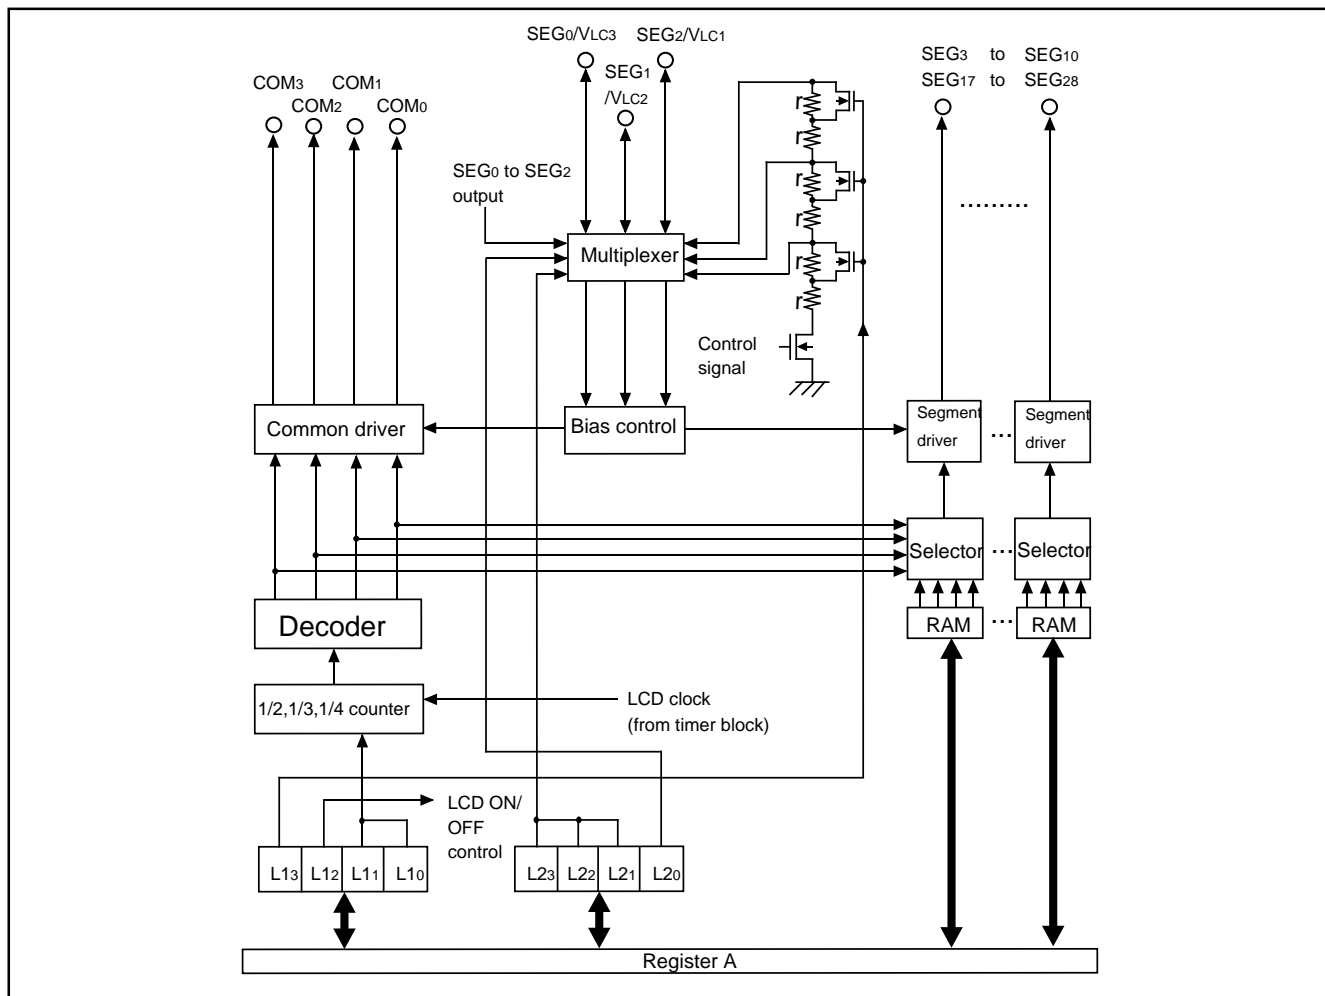 SEG0/VLC3 SEG2/VLC1
SEG1
/VLC2
SEG3 to SEG10
SEG17 to SEG28
COM3
COM2
COM1
COM0
SEG0 to SEG2
output
r
r
r
r
r
r
Multiplexer
Control
signal
Common driver
Bias control
Segment
driver
...
Segment
driver
Selector
...
Selector
Decoder
RAM
...
RAM
1/2,1/3,1/4 counter
LCD clock
(from timer block)
LCD ON/
OFF
control
L13 L12 L11 L10
L23 L22 L21 L20
Register A